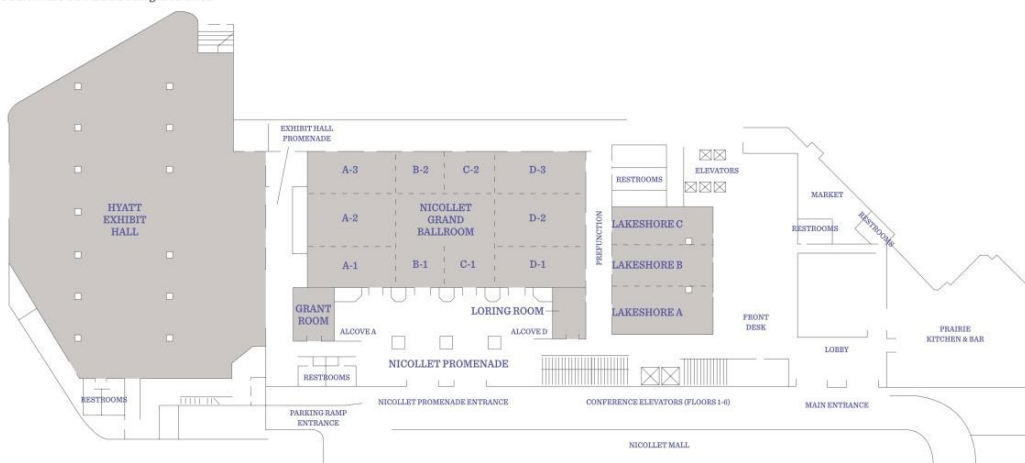 EXHIBIT HALL
PROMENADE
A-3
B-2
C-2
D-3
ELEVATORS
RESTROOMS
MARKET
HYATT
EXHIBIT
HALL
A-2
NICOLLET
GRAND
BALLROOM
D-2
PREFUNCTION
LAKESHORE C
RESTROOMS
RESTROOMS
A-1
B-1
C-1
D-1
LAKESHORE B
GRANT
ROOM
LORING ROOM
LAKESHORE A
FRONT
DESK
ALCOVE A
ALCOVE D
PRAIRIE
KITCHEN & BAR
LOBBY
NICOLLET PROMENADE
RESTROOMS
RESTROOMS
NICOLLET PROMENADE ENTRANCE
CONFERENCE ELEVATORS (FLOORS 1-6)
MAIN ENTRANCE
PARKING RAMP
ENTRANCE
NICOLLET MALL